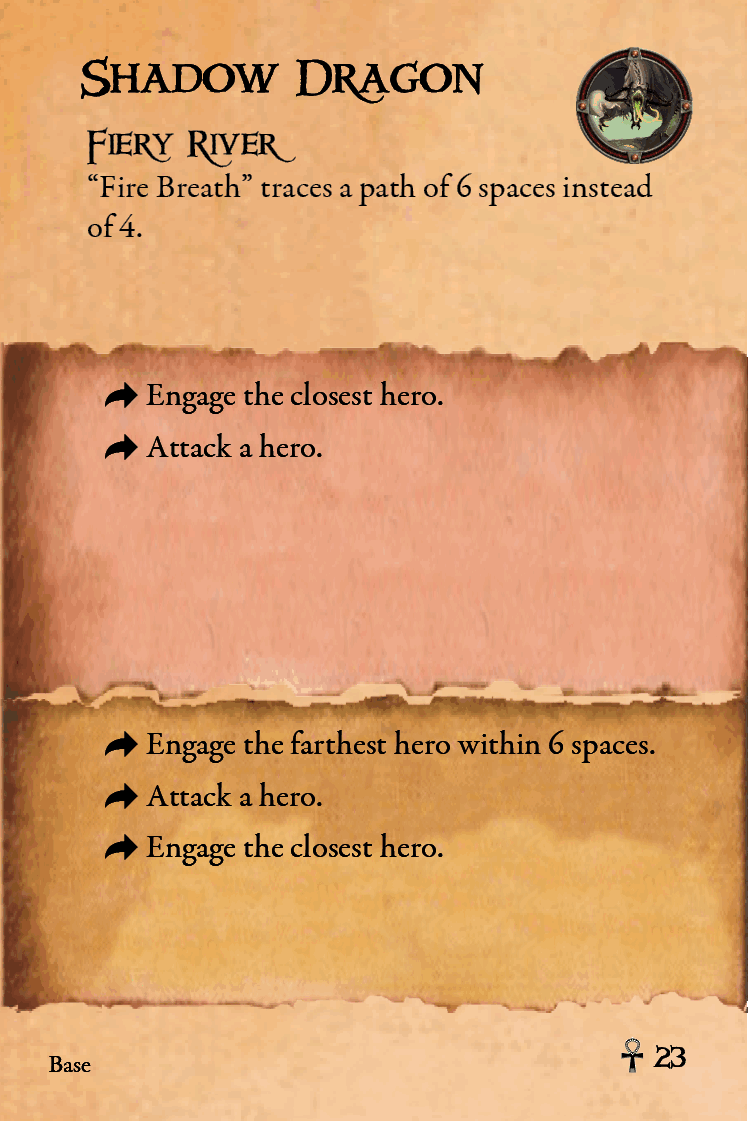 Shadow Dragon
Fiery River
“Fire Breath” traces a path of 6 spaces instead
of 4.
Engage the closest hero.
Attack a hero.
Engage the farthest hero within 6 spaces.
Attack a hero.
Engage the closest hero.
Base
23